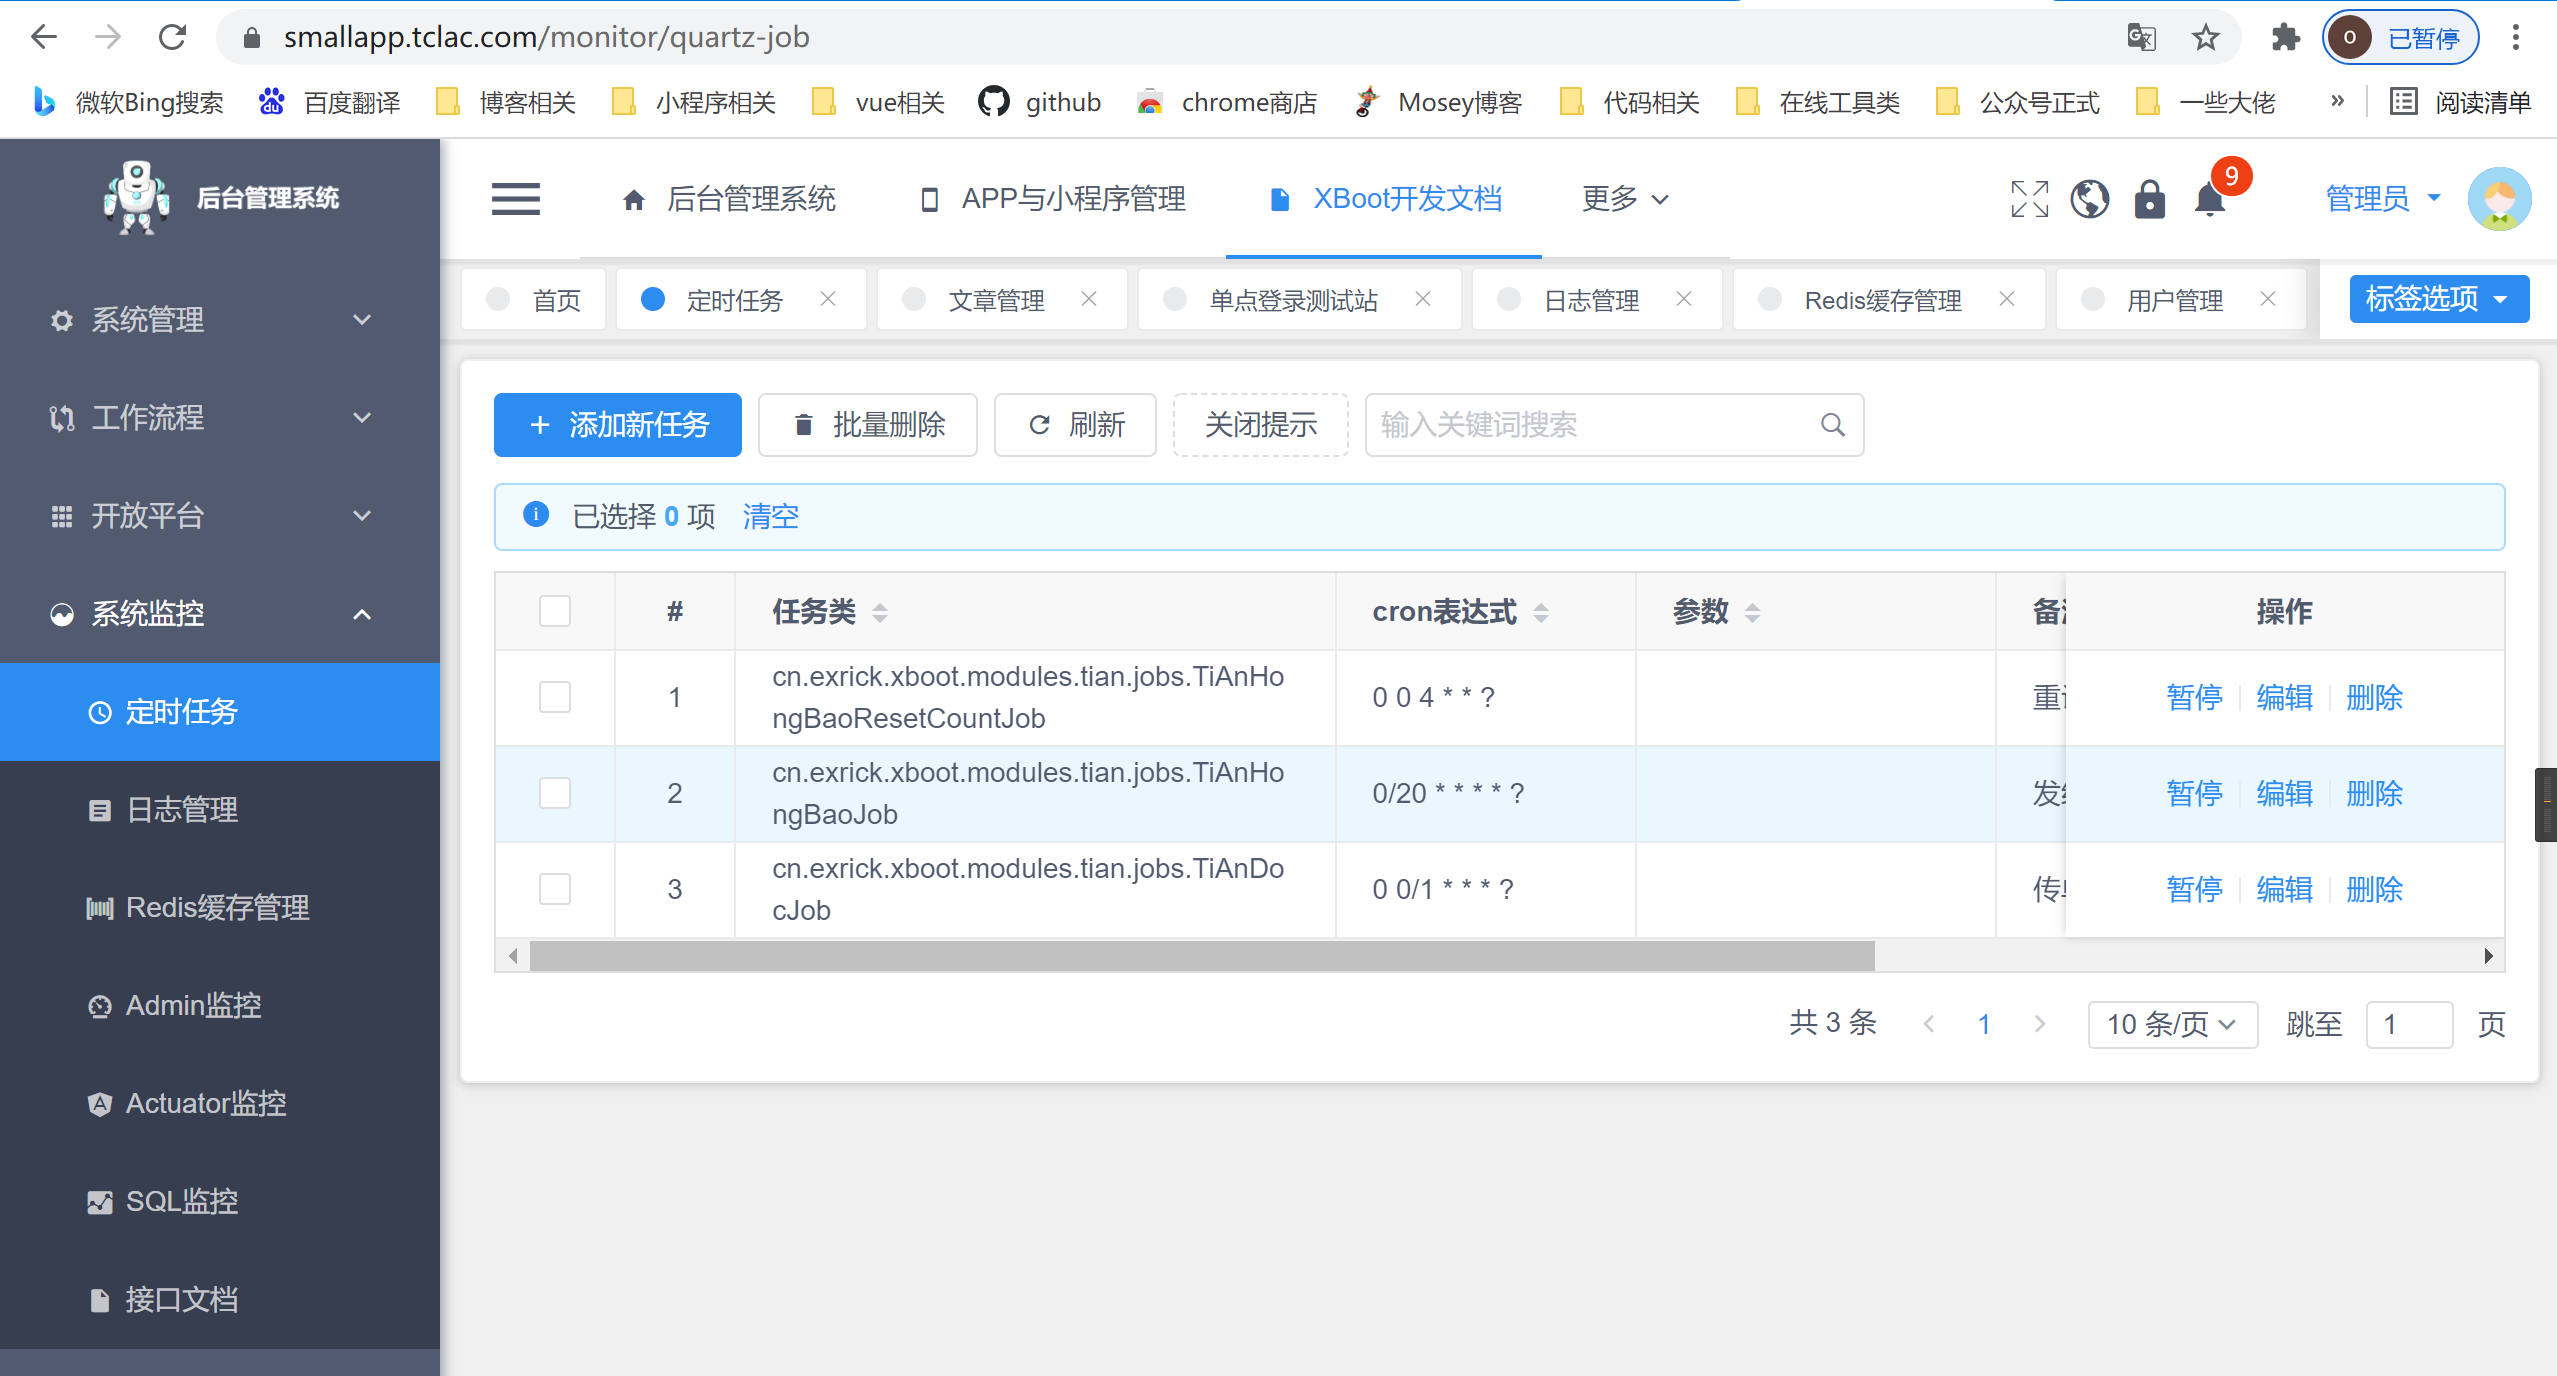 smallapp.tclac.com/monitor/quartz-job
O 已暂停
微软Bing搜索 百度翻译 博客相关 小程序相关 vue相关 github chrome商店 Mosey博客 代码相关 在线工具类 公众号正式 一些大佬 » 阅读清单
后台管理系统
后台管理系统 APP与小程序管理 XBoot开发文档 更多 9 管理员
首页 定时任务 文章管理 单点登录测试站 日志管理 Redis缓存管理 用户管理 标签选项
系统管理
工作流程
开放平台
系统监控
定时任务
日志管理
Redis缓存管理
Admin监控
Actuator监控
SQL监控
接口文档
+ 添加新任务 批量删除 刷新 关闭提示 输入关键词搜索
已选择 0 项 清空
# 任务类 cron表达式 参数 备 操作
1 cn.exrick.xboot.modules.tian.jobs.TiAnHo
ngBaoResetCountJob 0 0 4 * * ? 重 暂停 编辑 删除
2 cn.exrick.xboot.modules.tian.jobs.TiAnHo
ngBaoJob 0/20 * * * * ? 发 暂停 编辑 删除
3 cn.exrick.xboot.modules.tian.jobs.TiAnDo
cJob 0 0/1 * * * ? 传 暂停 编辑 删除
共 3 条 1 10 条/页 跳至 1 页